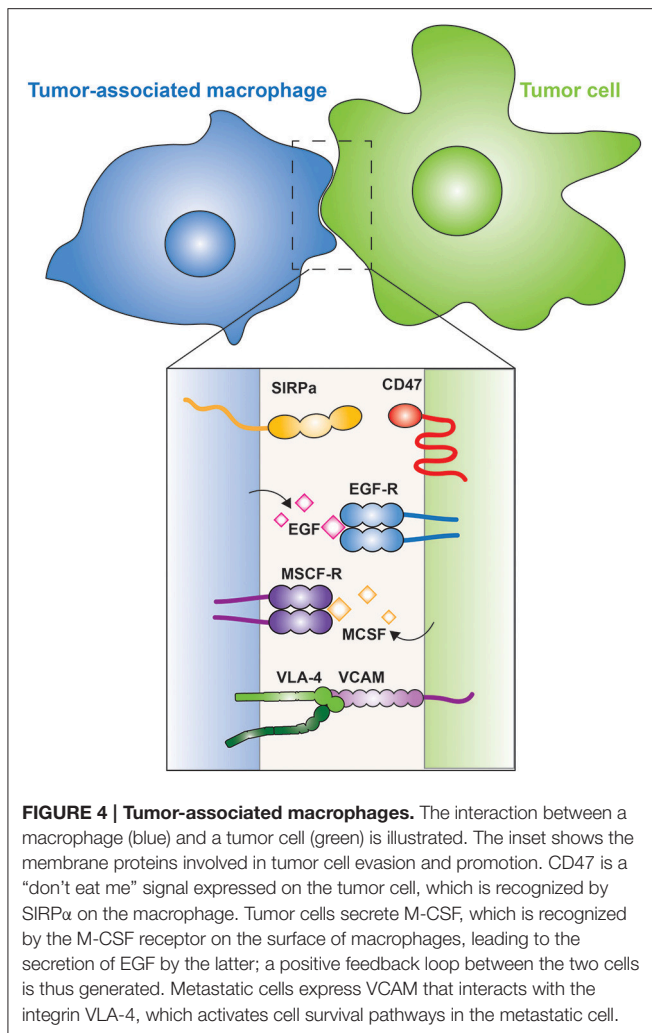 Tumor-associated macrophage
Tumor cell
SIRPa
CD47
EGF-R
EGF
MSCF-R
MCSF
VLA-4
VCAM
FIGURE 4 | Tumor-associated macrophages. The interaction between a
macrophage (blue) and a tumor cell (green) is illustrated. The inset shows the
membrane proteins involved in tumor cell evasion and promotion. CD47 is a
“don’t eat me” signal expressed on the tumor cell, which is recognized by
SIRPα on the macrophage. Tumor cells secrete M-CSF, which is recognized
by the M-CSF receptor on the surface of macrophages, leading to the
secretion of EGF by the latter; a positive feedback loop between the two cells
is thus generated. Metastatic cells express VCAM that interacts with the
integrin VLA-4, which activates cell survival pathways in the metastatic cell.